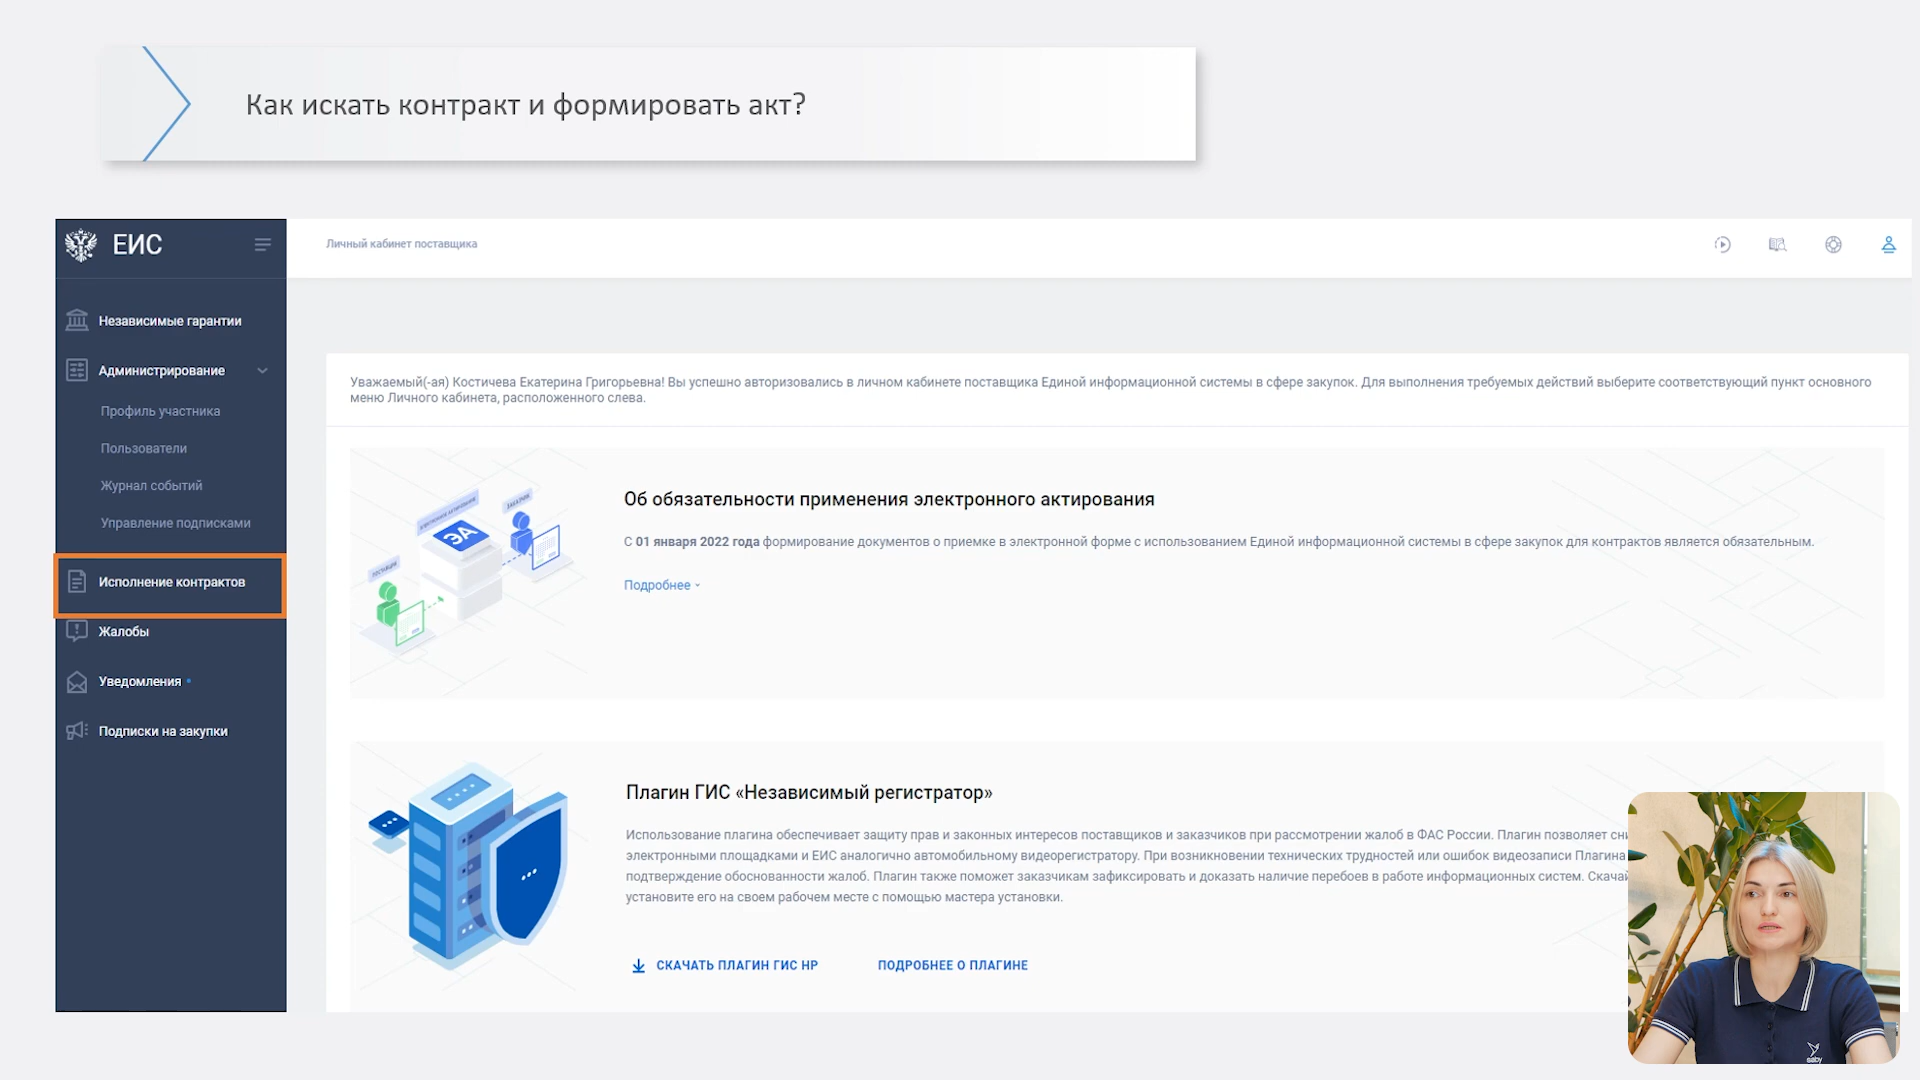 Как искать контракт и формировать акт?
ЕИС
Личный кабинет поставщика
Независимые гарантии
Администрирование
Профиль участника
Пользователи
Журнал событий
Управление подписками
Исполнение контрактов
Жалобы
Уведомления
Подписки на закупки
Уважаемый(-ая) Костичева Екатерина Григорьевна! Вы успешно авторизовались в личном кабинете поставщика Единой информационной системы в сфере закупок. Для выполнения требуемых действий выберите соответствующий пункт основного
меню Личного кабинета, расположенного слева.
ЭЛЕКТРОННОЕ АКТИРОВАНИЕ
ЗАКАЗЧИК
ЭА
ПОСТАВЩИК
Об обязательности применения электронного актирования
С 01 января 2022 года формирование документов о приемке в электронной форме с использованием Единой информационной системы в сфере закупок для контрактов является обязательным.
Подробнее
Плагин ГИС «Независимый регистратор»
Использование плагина обеспечивает защиту прав и законных интересов поставщиков и заказчиков при рассмотрении жалоб в ФАС России. Плагин позволяет сни
электронными площадками и ЕИС аналогично автомобильному видеорегистратору. При возникновении технических трудностей или ошибок видеозаписи Плагина
подтверждение обоснованности жалоб. Плагин также поможет заказчикам зафиксировать и доказать наличие перебоев в работе информационных систем. Скачай
установите его на своем рабочем месте с помощью мастера установки.
СКАЧАТЬ ПЛАГИН ГИС НР
ПОДРОБНЕЕ О ПЛАГИНЕ
saby